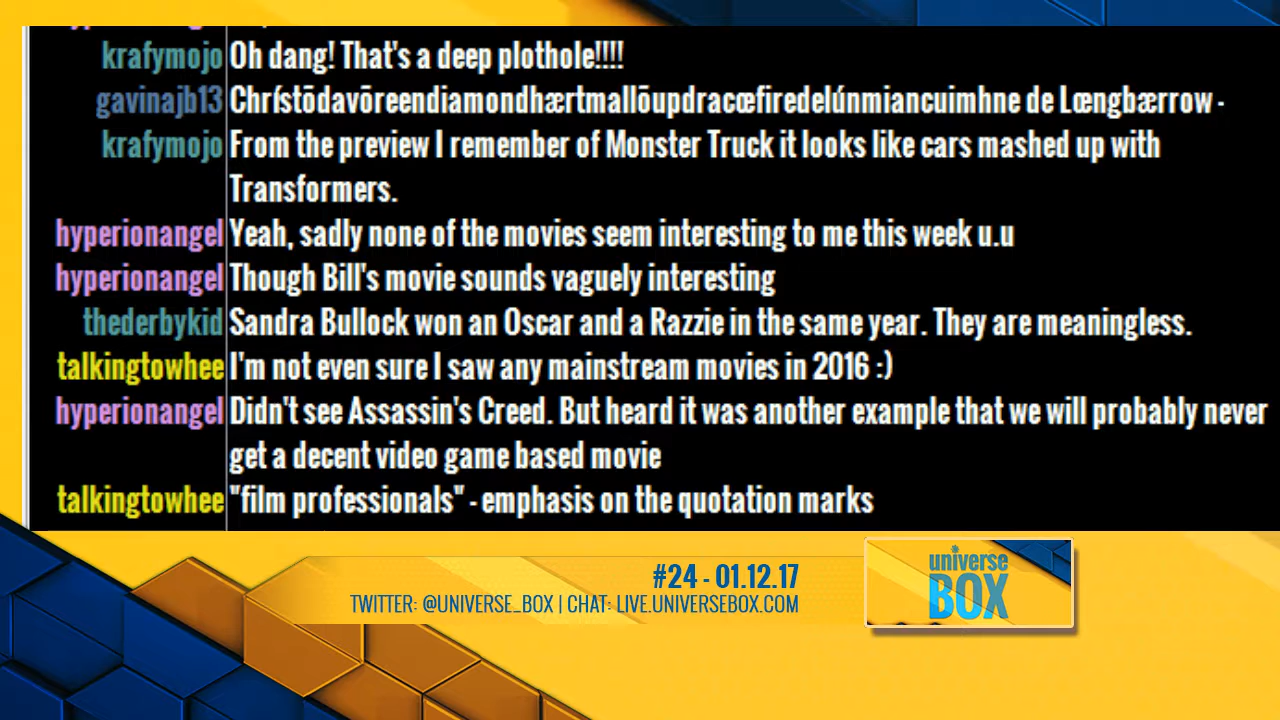 krafymojo Oh dang! That's a deep plothole!!!!
gavinajb13 Chrístōdavōreendiamondhærtmallōupdracœfiredelúnmiancuimhne de Lœngbærrow -
krafymojo From the preview I remember of Monster Truck it looks like cars mashed up with
Transformers.
hyperionangel Yeah, sadly none of the movies seem interesting to me this week u.u
hyperionangel Though Bill's movie sounds vaguely interesting
thederbykid Sandra Bullock won an Oscar and a Razzie in the same year. They are meaningless.
talkingtowhee I'm not even sure I saw any mainstream movies in 2016 :)
hyperionangel Didn't see Assassin's Creed. But heard it was another example that we will probably never
get a decent video game based movie
talkingtowhee "film professionals" - emphasis on the quotation marks
#24 - 01.12.17
TWITTER: @UNIVERSE_BOX | CHAT: LIVE.UNIVERSEBOX.COM
universe
BOX